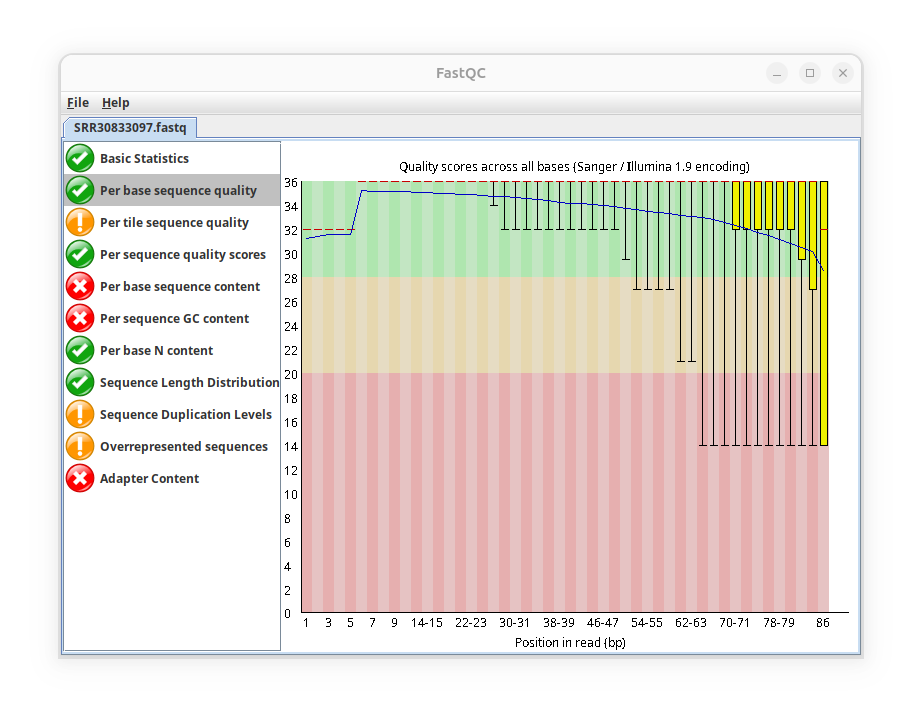 FastQC
File Help
SRR30833097.fastq
Basic Statistics
Per base sequence quality
Per tile sequence quality
Per sequence quality scores
Per base sequence content
Per sequence GC content
Per base N content
Sequence Length Distribution
Sequence Duplication Levels
Overrepresented sequences
Adapter Content
Quality scores across all bases (Sanger / Illumina 1.9 encoding)
36
34
32
30
28
26
24
22
20
18
16
14
12
10
8
6
4
2
0
1 3 5 7 9 14-15 22-23 30-31 38-39 46-47 54-55 62-63 70-71 78-79 86
Position in read (bp)